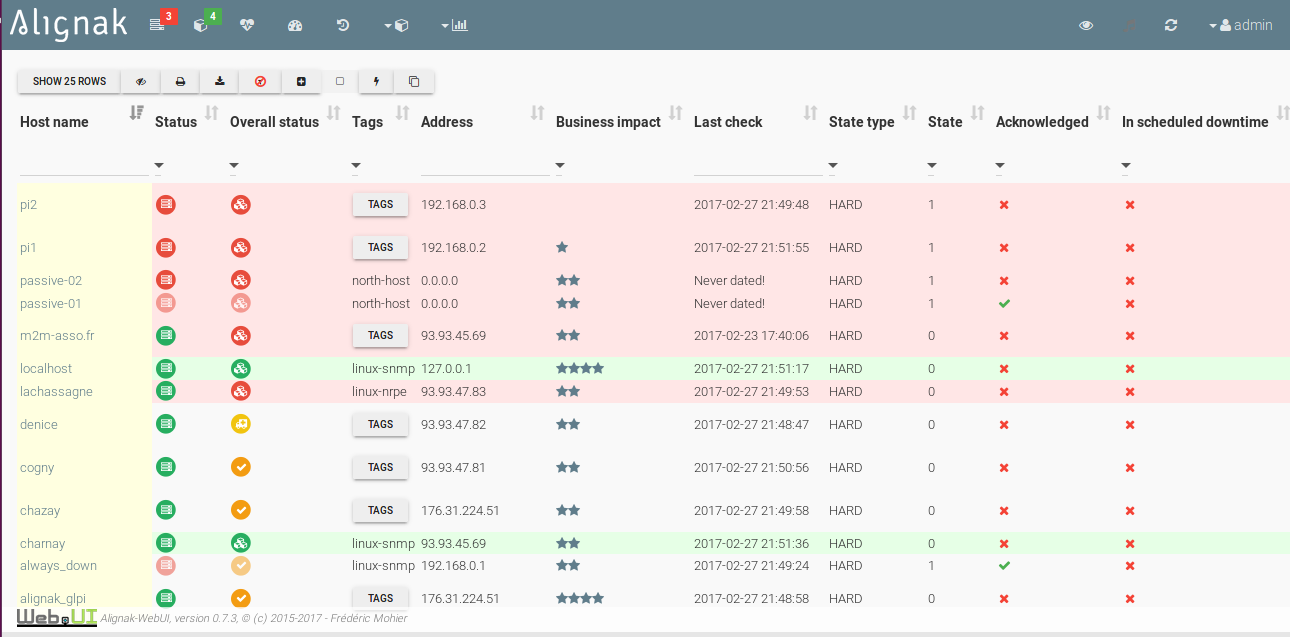 Alignak 3 4 admin
SHOW 25 ROWS
Host name Status Overall status Tags Address Business impact Last check State type State Acknowledged In scheduled downtime
pi2 TAGS 192.168.0.3 2017-02-27 21:49:48 HARD 1
pi1 TAGS 192.168.0.2 2017-02-27 21:51:55 HARD 1
passive-02 north-host 0.0.0.0 Never dated! HARD 1
passive-01 north-host 0.0.0.0 Never dated! HARD 1
m2m-asso.fr TAGS 93.93.45.69 2017-02-23 17:40:06 HARD 0
localhost linux-snmp 127.0.0.1 2017-02-27 21:51:17 HARD 0
lachassagne linux-nrpe 93.93.47.83 2017-02-27 21:49:53 HARD 0
denice TAGS 93.93.47.82 2017-02-27 21:48:47 HARD 0
cogny TAGS 93.93.47.81 2017-02-27 21:50:56 HARD 0
chazay TAGS 176.31.224.51 2017-02-27 21:49:58 HARD 0
charnay linux-snmp 93.93.45.69 2017-02-27 21:51:36 HARD 0
always_down linux-snmp 192.168.0.1 2017-02-27 21:49:24 HARD 1
alignak_glpi TAGS 176.31.224.51 2017-02-27 21:48:58 HARD 0
Web UI Alignak-WebUI, version 0.7.3, © (c) 2015-2017 - Frédéric Mohier